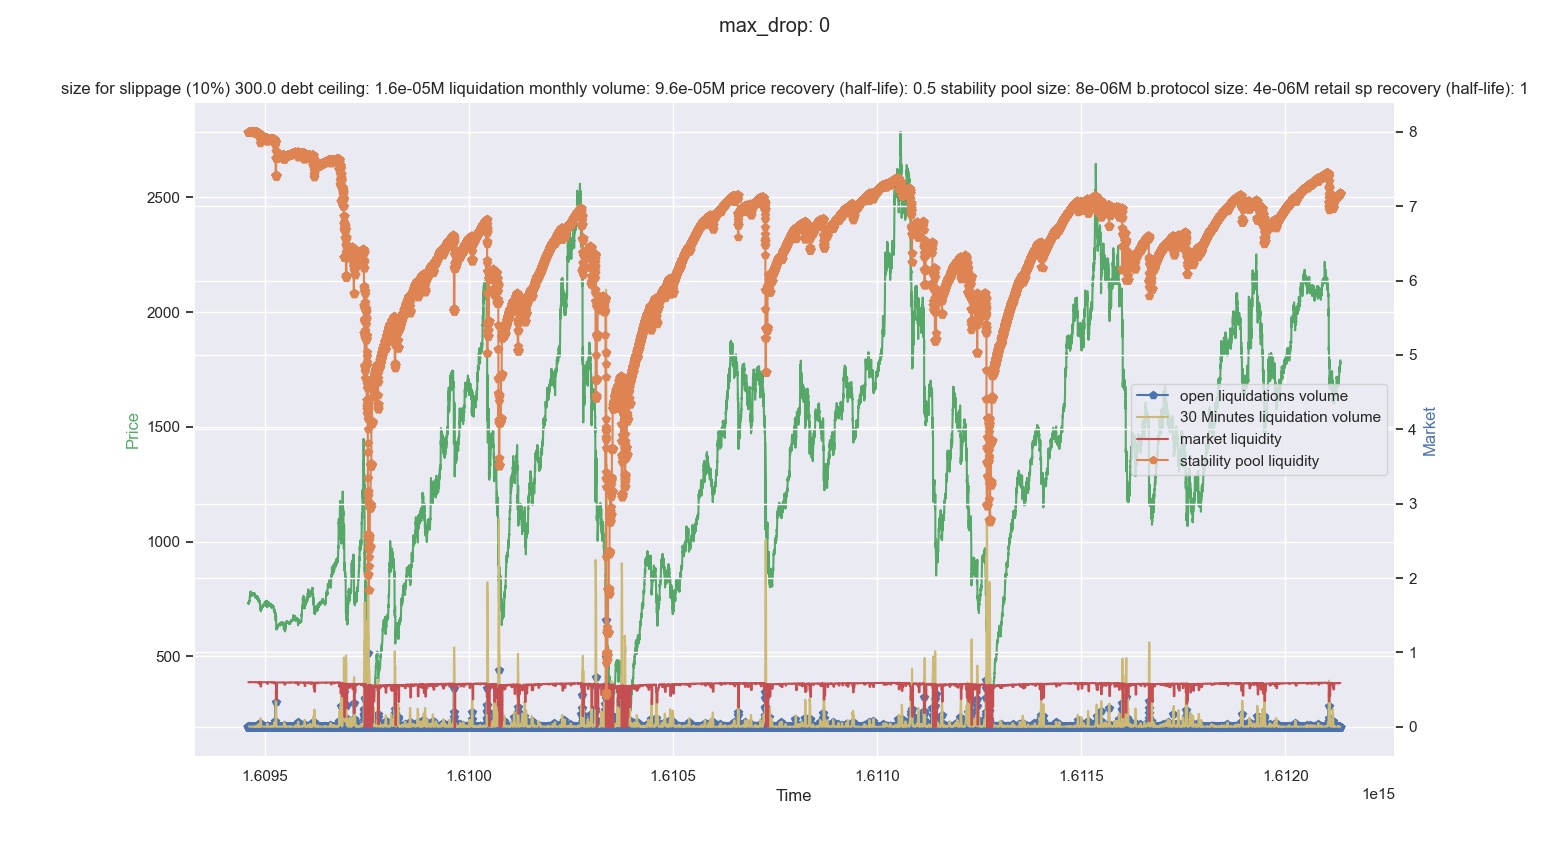 max_drop: 0
size for slippage (10%) 300.0 debt ceiling: 1.6e-05M liquidation monthly volume: 9.6e-05M price recovery (half-life): 0.5 stability pool size: 8e-06M b.protocol size: 4e-06M retail sp recovery (half-life): 1
8
7
6
5
4
3
2
1
0
2500
2000
1500
1000
500
Price
Market
open liquidations volume
30 Minutes liquidation volume
market liquidity
stability pool liquidity
1.6095
1.6100
1.6105
1.6110
1.6115
1.6120
Time
1e15